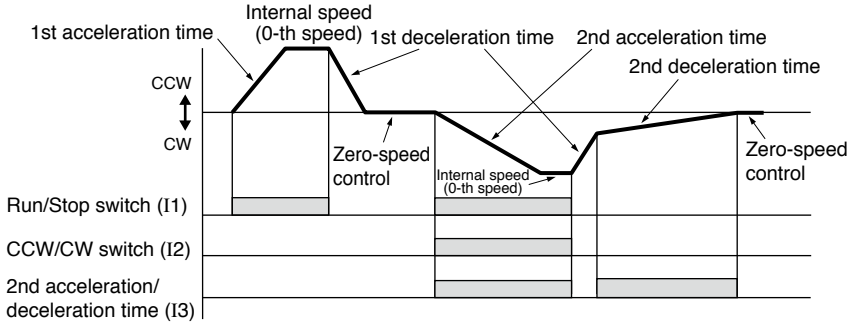 Internal speed
(0-th speed)
1st acceleration time
1st deceleration time
2nd acceleration time
2nd deceleration time
CCW
CW
Zero-speed
control
Zero-speed
control
Internal speed
(0-th speed)
Run/Stop switch (I1)
CCW/CW switch (I2)
2nd acceleration/
deceleration time (I3)